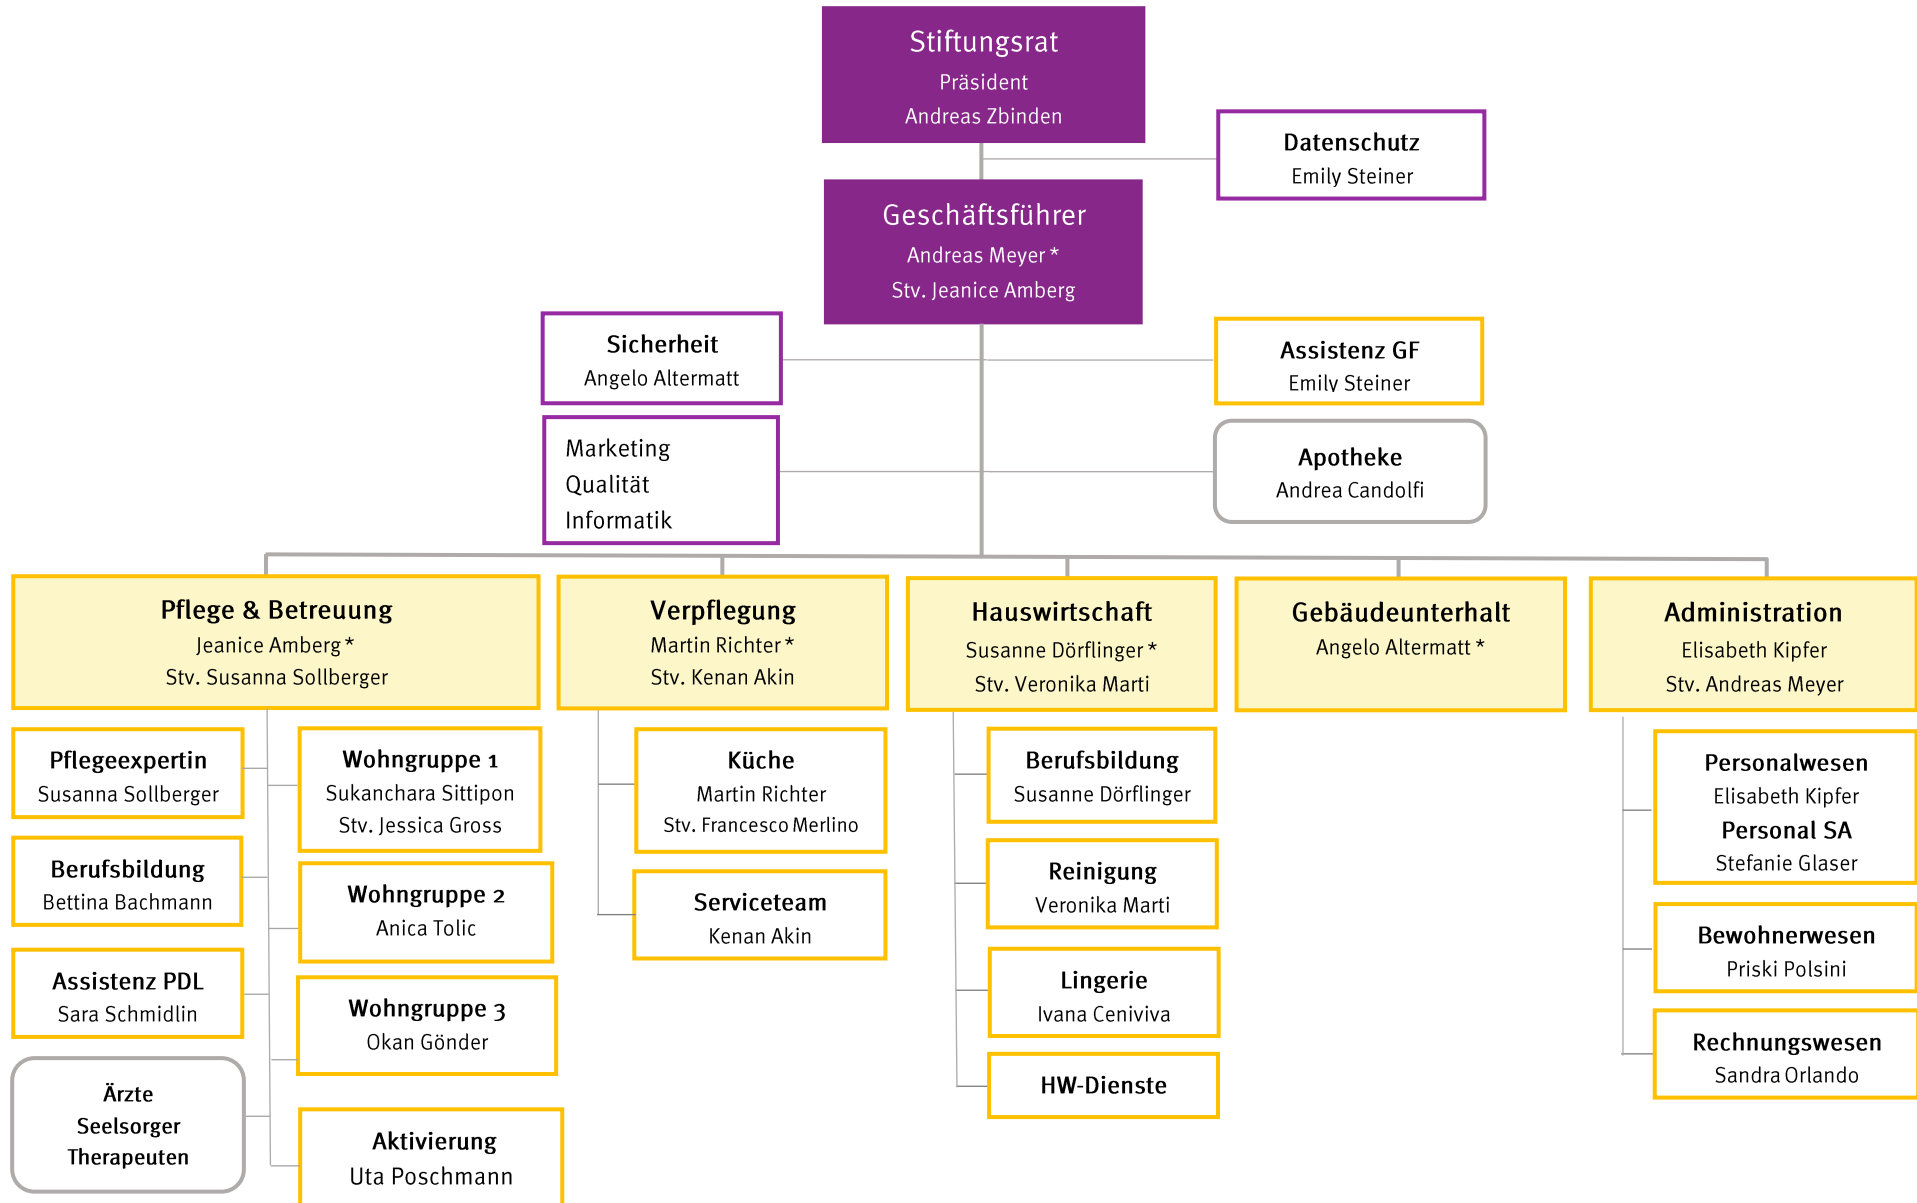 Stiftungsrat
Präsident
Andreas Zbinden
Datenschutz
Emily Steiner
Geschäftsführer
Andreas Meyer *
Stv. Jeanice Amberg
Sicherheit
Angelo Altermatt
Assistenz GF
Emily Steiner
Marketing
Qualität
Informatik
Apotheke
Andrea Candolfi
Pflege & Betreuung
Jeanice Amberg *
Stv. Susanna Sollberger
Verpflegung
Martin Richter *
Stv. Kenan Akin
Hauswirtschaft
Susanne Dörflinger *
Stv. Veronika Marti
Gebäudeunterhalt
Angelo Altermatt *
Administration
Elisabeth Kipfer
Stv. Andreas Meyer
Pflegeexpertin
Susanna Sollberger
Berufsbildung
Bettina Bachmann
Assistenz PDL
Sara Schmidlin
Ärzte
Seelsorger
Therapeuten
Wohngruppe 1
Sukanchara Sittipon
Stv. Jessica Gross
Wohngruppe 2
Anica Tolic
Wohngruppe 3
Okan Gönder
Aktivierung
Uta Poschmann
Küche
Martin Richter
Stv. Francesco Merlino
Serviceteam
Kenan Akin
Berufsbildung
Susanne Dörflinger
Reinigung
Veronika Marti
Lingerie
Ivana Ceniviva
HW-Dienste
Personalwesen
Elisabeth Kipfer
Personal SA
Stefanie Glaser
Bewohnerwesen
Priski Polsini
Rechnungswesen
Sandra Orlando